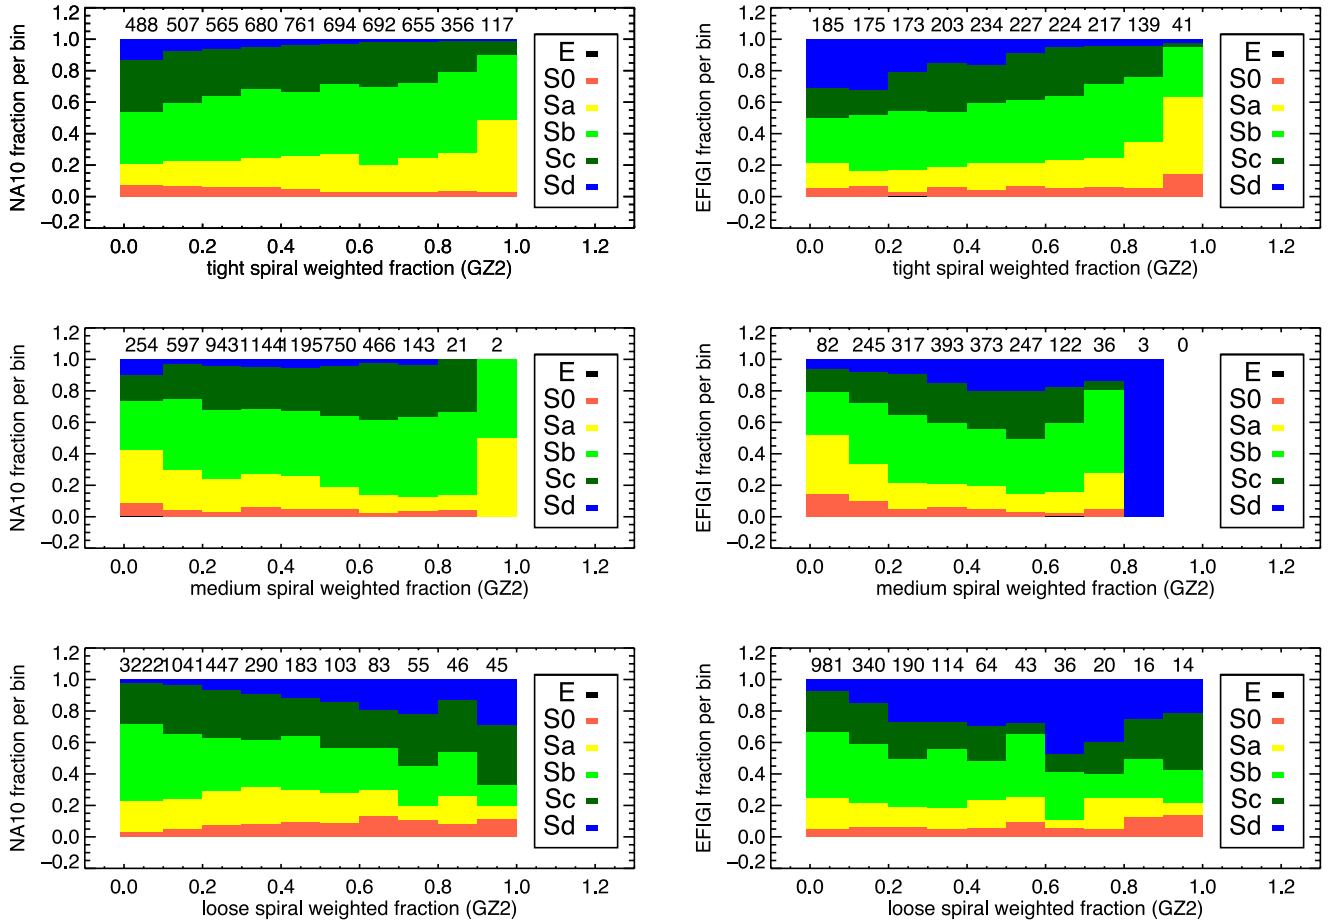 488 507 565 680 761 694 692 655 356 117
NA10 fraction per bin
1.0
0.8
0.6
0.4
0.2
0.0
−0.2
E
S0
Sa
Sb
Sc
Sd
0.0 0.2 0.4 0.6 0.8 1.0 1.2
tight spiral weighted fraction (GZ2)
185 175 173 203 234 227 224 217 139 41
EFIGI fraction per bin
1.0
0.8
0.6
0.4
0.2
0.0
−0.2
E
S0
Sa
Sb
Sc
Sd
0.0 0.2 0.4 0.6 0.8 1.0 1.2
tight spiral weighted fraction (GZ2)
254 597 943 1144 1195 750 466 143 21 2
NA10 fraction per bin
1.2
1.0
0.8
0.6
0.4
0.2
0.0
−0.2
E
S0
Sa
Sb
Sc
Sd
0.0 0.2 0.4 0.6 0.8 1.0 1.2
medium spiral weighted fraction (GZ2)
82 245 317 393 373 247 122 36 3 0
EFIGI fraction per bin
1.2
1.0
0.8
0.6
0.4
0.2
0.0
−0.2
E
S0
Sa
Sb
Sc
Sd
0.0 0.2 0.4 0.6 0.8 1.0 1.2
medium spiral weighted fraction (GZ2)
3222 1041 447 290 183 103 83 55 46 45
NA10 fraction per bin
1.2
1.0
0.8
0.6
0.4
0.2
0.0
−0.2
E
S0
Sa
Sb
Sc
Sd
0.0 0.2 0.4 0.6 0.8 1.0 1.2
loose spiral weighted fraction (GZ2)
981 340 190 114 64 43 36 20 16 14
EFIGI fraction per bin
1.2
1.0
0.8
0.6
0.4
0.2
0.0
−0.2
E
S0
Sa
Sb
Sc
Sd
0.0 0.2 0.4 0.6 0.8 1.0 1.2
loose spiral weighted fraction (GZ2)